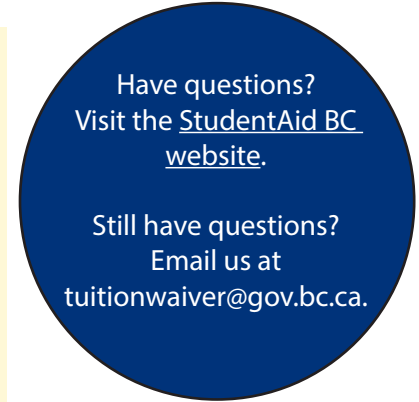 Have questions?
Visit the StudentAid BC
website.
Still have questions?
Email us at
tuitionwaiver@gov.bc.ca.